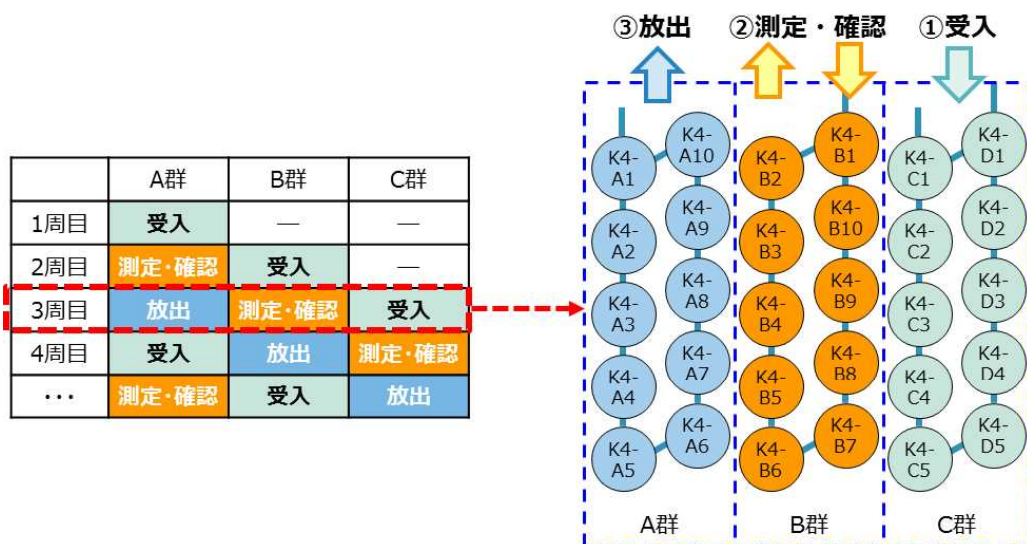 A群 B群 C群
1周目 受入 — —
2周目 測定・確認 受入 —
3周目 放出 測定・確認 受入
4周目 受入 放出 測定・確認
・・・ 測定・確認 受入 放出
③放出 ②測定・確認 ①受入
K4-A1
K4-A2
K4-A3
K4-A4
K4-A5
K4-A10
K4-A9
K4-A8
K4-A7
K4-A6
K4-B2
K4-B3
K4-B4
K4-B5
K4-B6
K4-B1
K4-B10
K4-B9
K4-B8
K4-B7
K4-C1
K4-C2
K4-C3
K4-C4
K4-C5
K4-D1
K4-D2
K4-D3
K4-D4
K4-D5
A群 B群 C群